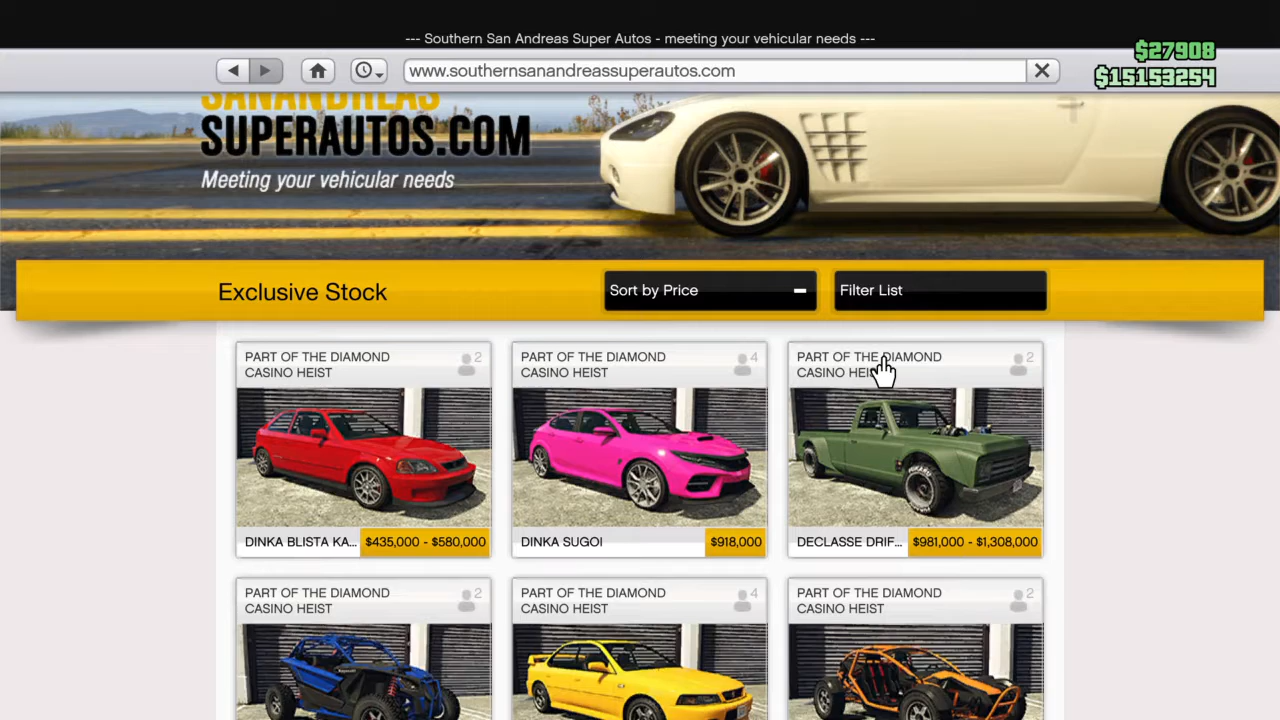 --- Southern San Andreas Super Autos - meeting your vehicular needs ---
$27908
www.southernsanandreassuperautos.com
$15153254
SANANDREAS
SUPERAUTOS.COM
Meeting your vehicular needs
Exclusive Stock
Sort by Price
Filter List
PART OF THE DIAMOND
CASINO HEIST
2
PART OF THE DIAMOND
CASINO HEIST
4
PART OF THE DIAMOND
CASINO HEIST
2
DINKA BLISTA KA... $435,000 - $580,000
DINKA SUGOI $918,000
DECLASSE DRIF... $981,000 - $1,308,000
PART OF THE DIAMOND
CASINO HEIST
2
PART OF THE DIAMOND
CASINO HEIST
4
PART OF THE DIAMOND
CASINO HEIST
2